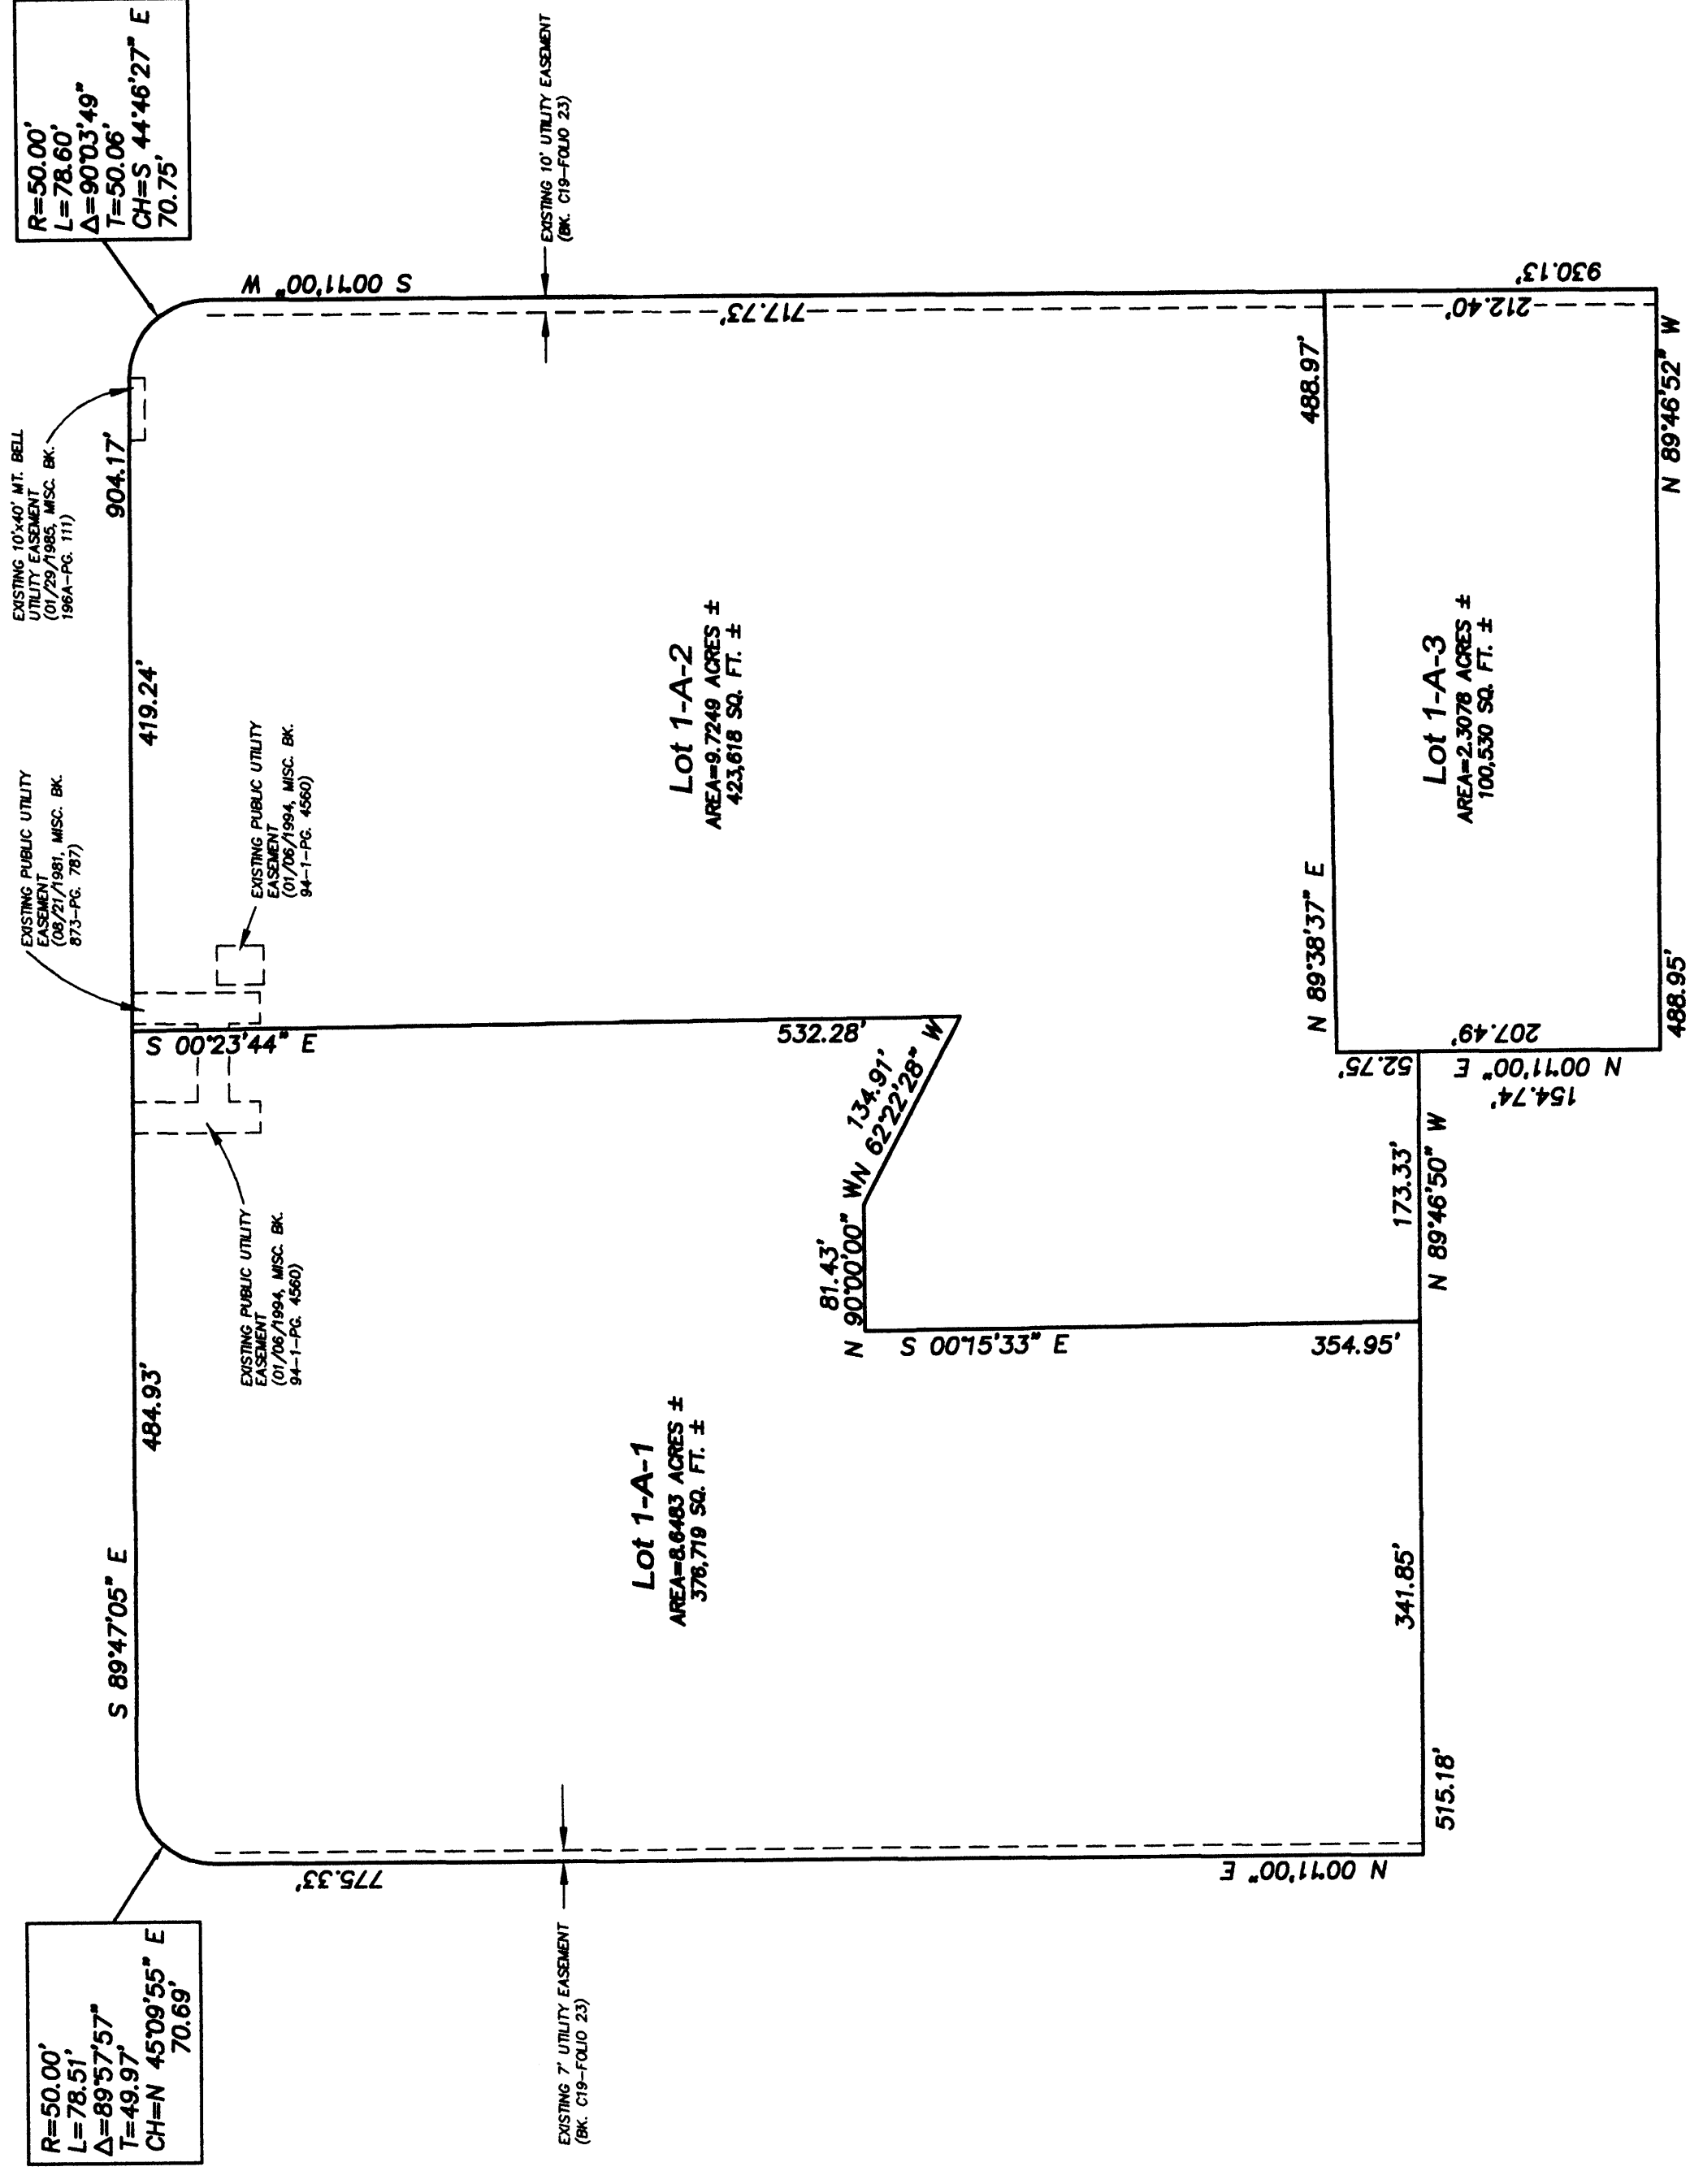 R=50.00'
L=78.51'
Δ=89°57'57"
T=49.97'
CH=N 45°09'55" E
70.69'
S 89°47'05" E
484.93'
419.24'
904.17'
R=50.00'
L=78.60'
Δ=90°03'49"
T=50.06'
CH=S 44°46'27" E
70.75'
EXISTING PUBLIC UTILITY
EASEMENT
(08/21/1981, MISC. BK.
873-PG. 787)
EXISTING 10'x40' MT. BELL
UTILITY EASEMENT
(01/29/1985, MISC. BK.
196A-PG. 111)
EXISTING PUBLIC UTILITY
EASEMENT
(01/06/1994, MISC. BK.
94-1-PG. 4560)
S 00°23'44" E
532.28'
EXISTING PUBLIC UTILITY
EASEMENT
(01/06/1994, MISC. BK.
94-1-PG. 4560)
775.33'
N 00°11'00" E
EXISTING 7' UTILITY EASEMENT
(BK. C19-FOLIO 23)
S 00°11'00" W
717.73'
EXISTING 10' UTILITY EASEMENT
(BK. C19-FOLIO 23)
Lot 1-A-1
AREA=8.6483 ACRES ±
376,719 SQ. FT. ±
Lot 1-A-2
AREA=9.7249 ACRES ±
423,618 SQ. FT. ±
81.43'
N 90°00'00" W
134.91'
N 62°22'28" W
S 00°15'33" E
354.95'
N 89°38'37" E
488.97'
341.85'
173.33'
515.18'
N 89°46'50" W
52.75'
207.49'
N 00°11'00" E
154.74'
Lot 1-A-3
AREA=2.3078 ACRES ±
100,530 SQ. FT. ±
212.40'
930.13'
488.95'
N 89°46'52" W